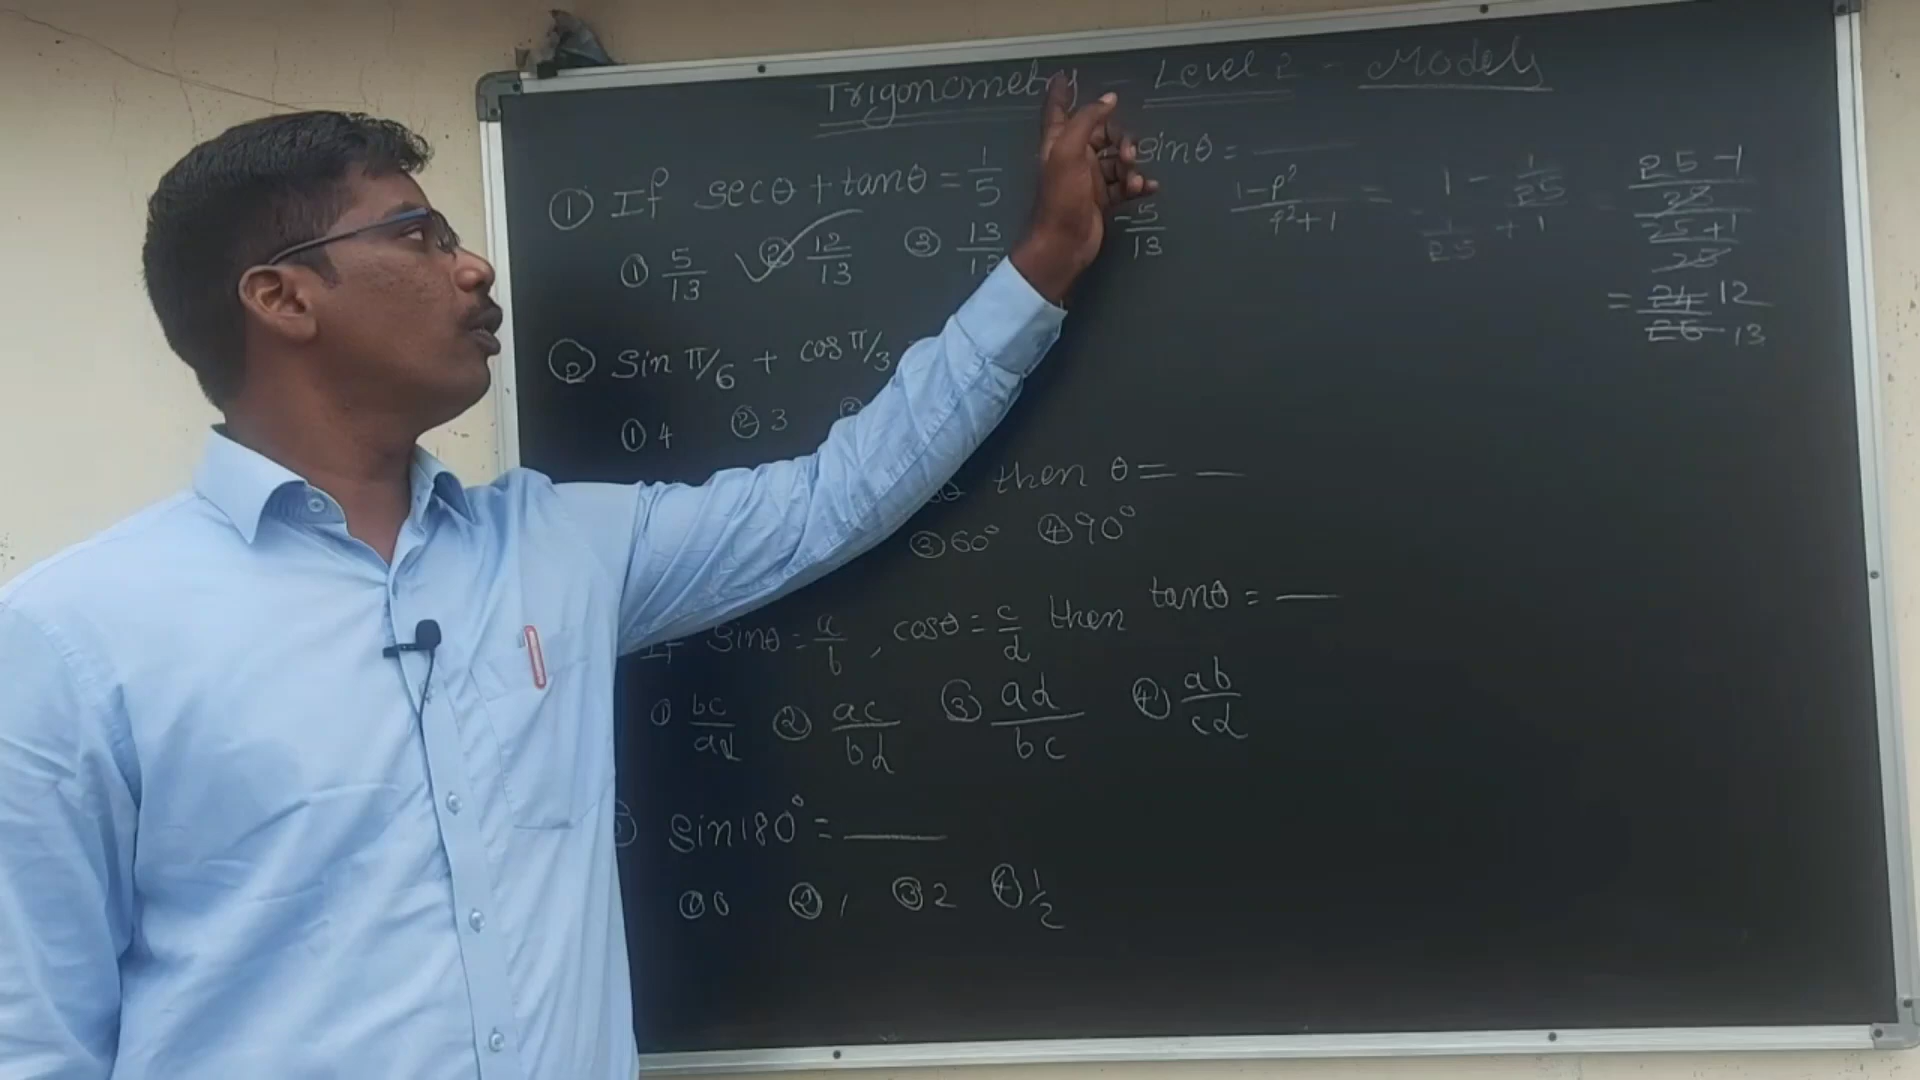 Trigonometry - Level 2 - Models
① If secθ + tanθ = 1/5 sinθ = ____
① 5/13 ② 12/13 ③ 13/12 -5/13
1-p²/p²+1 = 1 - 1/25 / 1/25 + 1 = 25-1/25 / 25+1/25
= 24/26 12/13
② Sin π/6 + cos π/3
① 4 ② 3
then θ = __
③ 60° ④ 90°
If sinθ = a/b , cosθ = c/d then tanθ = ___
① bc/ad ② ac/bd ③ ad/bc ④ ab/cd
sin180° = ____
① 0 ② 1 ③ 2 ④ 1/2